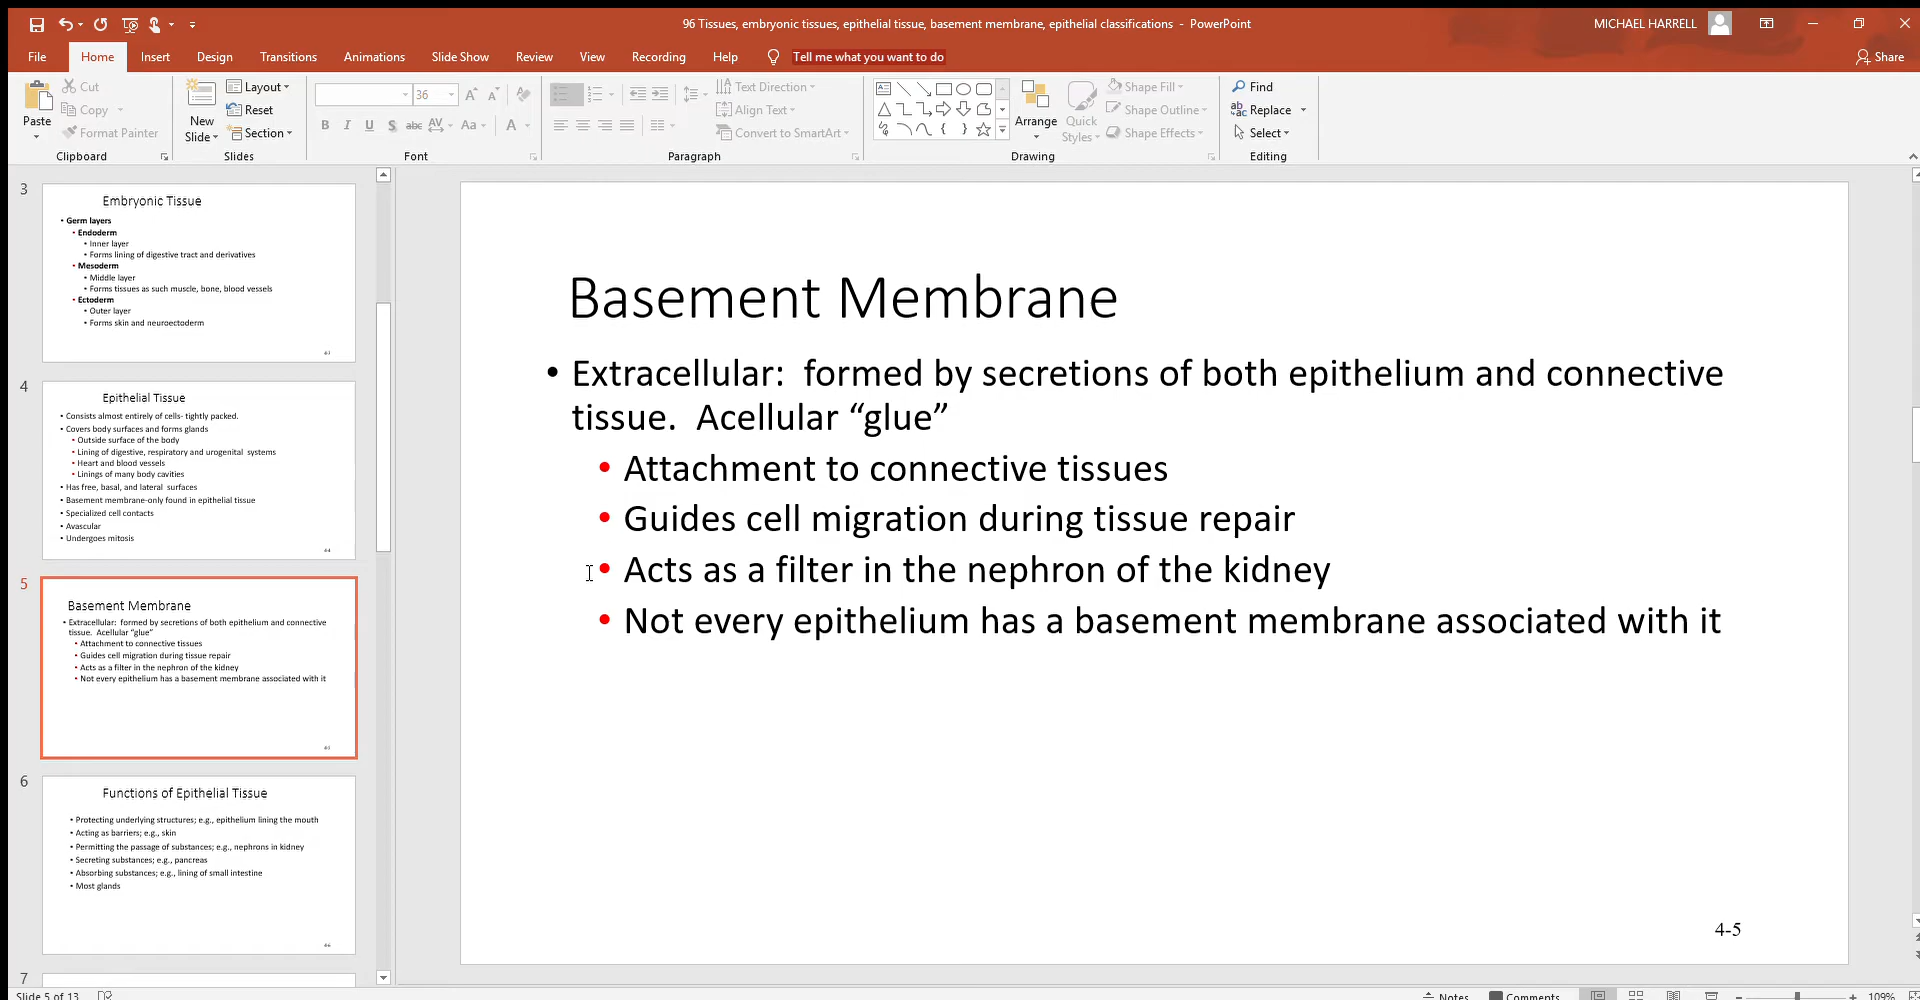 96 Tissues, embryonic tissues, epithelial tissue, basement membrane, epithelial classifications - PowerPoint
MICHAEL HARRELL
File Home Insert Design Transitions Animations Slide Show Review View Recording Help Tell me what you want to do Share
Paste
Cut
Copy
Format Painter
Clipboard
New
Slide
Layout
Reset
Section
Slides
36
B I U S abc AV Aa A
Font
Text Direction
Align Text
Convert to SmartArt
Paragraph
Arrange
Quick
Styles
Shape Fill
Shape Outline
Shape Effects
Drawing
Find
Replace
Select
Editing
3
Embryonic Tissue
• Germ layers
• Endoderm
• Inner layer
• Forms lining of digestive tract and derivatives
• Mesoderm
• Middle layer
• Forms tissues as such muscle, bone, blood vessels
• Ectoderm
• Outer layer
• Forms skin and neuroectoderm
4
Epithelial Tissue
• Consists almost entirely of cells- tightly packed.
• Covers body surfaces and forms glands
• Outside surface of the body
• Lining of digestive, respiratory and urogenital systems
• Heart and blood vessels
• Linings of many body cavities
• Has free, basal, and lateral surfaces
• Basement membrane-only found in epithelial tissue
• Specialized cell contacts
• Avascular
• Undergoes mitosis
5
Basement Membrane
• Extracellular: formed by secretions of both epithelium and connective
tissue. Acellular “glue”
• Attachment to connective tissues
• Guides cell migration during tissue repair
• Acts as a filter in the nephron of the kidney
• Not every epithelium has a basement membrane associated with it
6
Functions of Epithelial Tissue
• Protecting underlying structures; e.g., epithelium lining the mouth
• Acting as barriers; e.g., skin
• Permitting the passage of substances; e.g., nephrons in kidney
• Secreting substances; e.g., pancreas
• Absorbing substances; e.g., lining of small intestine
• Most glands
7
Basement Membrane
• Extracellular: formed by secretions of both epithelium and connective
tissue. Acellular “glue”
• Attachment to connective tissues
• Guides cell migration during tissue repair
• Acts as a filter in the nephron of the kidney
• Not every epithelium has a basement membrane associated with it
4-5
Slide 5 of 13
Notes Comments 109%